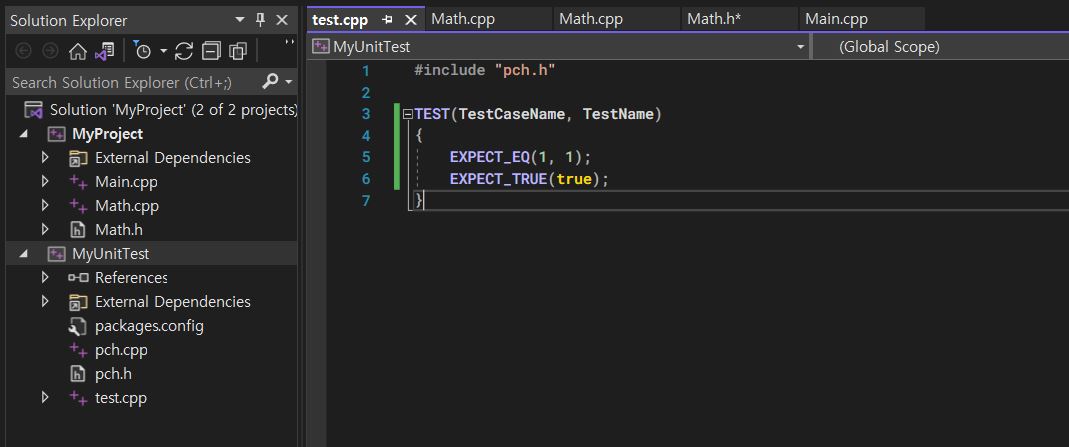 Solution Explorer
Search Solution Explorer (Ctrl+;)
Solution 'MyProject' (2 of 2 projects)
MyProject
External Dependencies
Main.cpp
Math.cpp
Math.h
MyUnitTest
References
External Dependencies
packages.config
pch.cpp
pch.h
test.cpp
test.cpp Math.cpp Math.cpp Math.h* Main.cpp
MyUnitTest (Global Scope)
1 #include "pch.h"
2
3 TEST(TestCaseName, TestName)
4 {
5 EXPECT_EQ(1, 1);
6 EXPECT_TRUE(true);
7 }